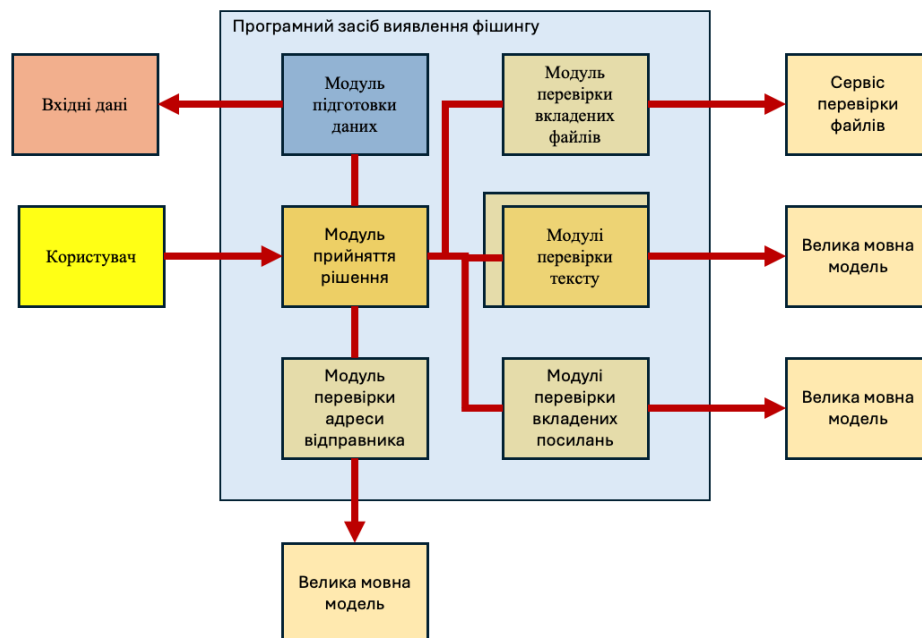 Програмний засіб виявлення фішингу
Вхідні дані
Модуль
підготовки
даних
Модуль
перевірки
вкладених
файлів
Сервіс
перевірки
файлів
Користувач
Модуль
прийняття
рішення
Модулі
перевірки
тексту
Велика мовна
модель
Модуль
перевірки
адреси
відправника
Модулі
перевірки
вкладених
посилань
Велика мовна
модель
Велика мовна
модель